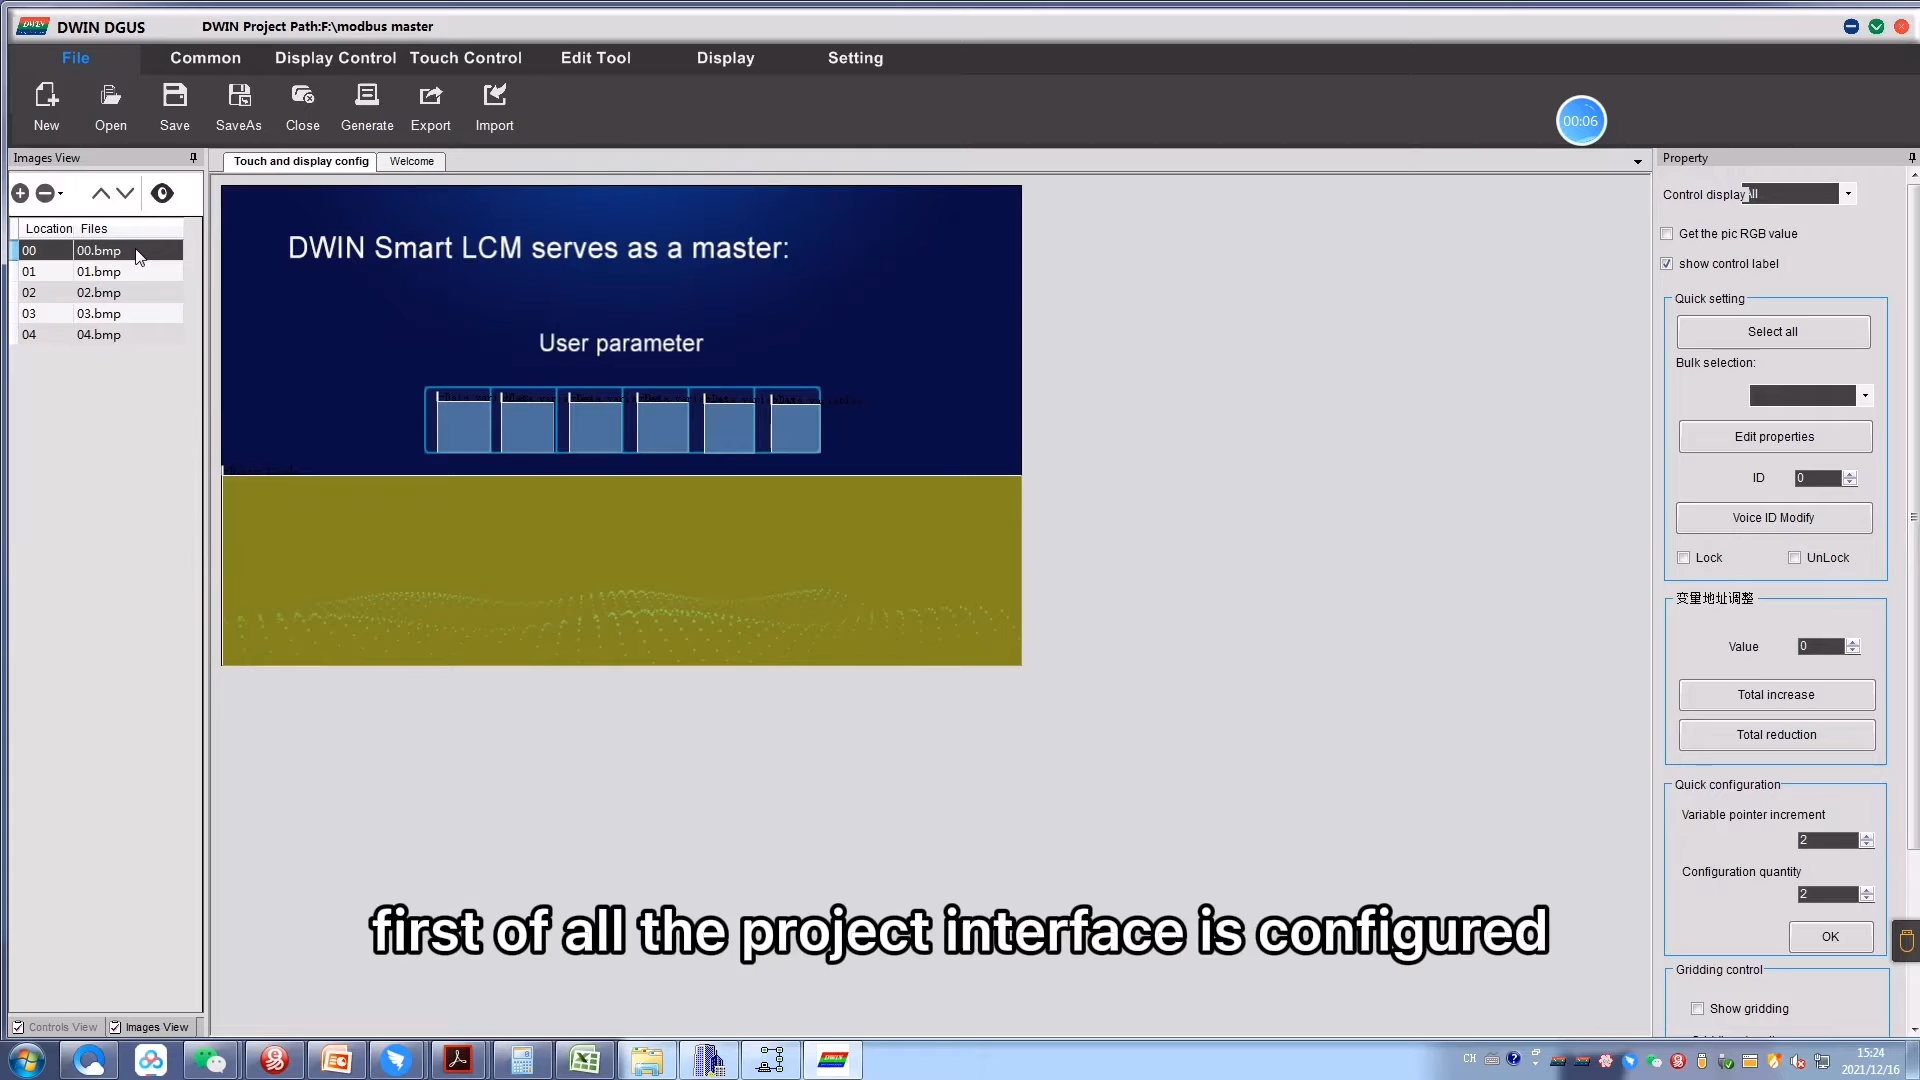 DWIN DGUS DWIN Project Path:F:\modbus master
File Common Display Control Touch Control Edit Tool Display Setting
New Open Save SaveAs Close Generate Export Import
00:06
Images View
Touch and display config Welcome
Property
Location Files
00 00.bmp
01 01.bmp
02 02.bmp
03 03.bmp
04 04.bmp
DWIN Smart LCM serves as a master:
User parameter
Control display
Get the pic RGB value
show control label
Quick setting
Select all
Bulk selection:
Edit properties
ID 0
Voice ID Modify
Lock UnLock
变量地址调整
Value 0
Total increase
Total reduction
Quick configuration
Variable pointer increment
2
Configuration quantity
2
OK
Gridding control
Show gridding
first of all the project interface is configured
Controls View Images View
CH
15:24
2021/12/16